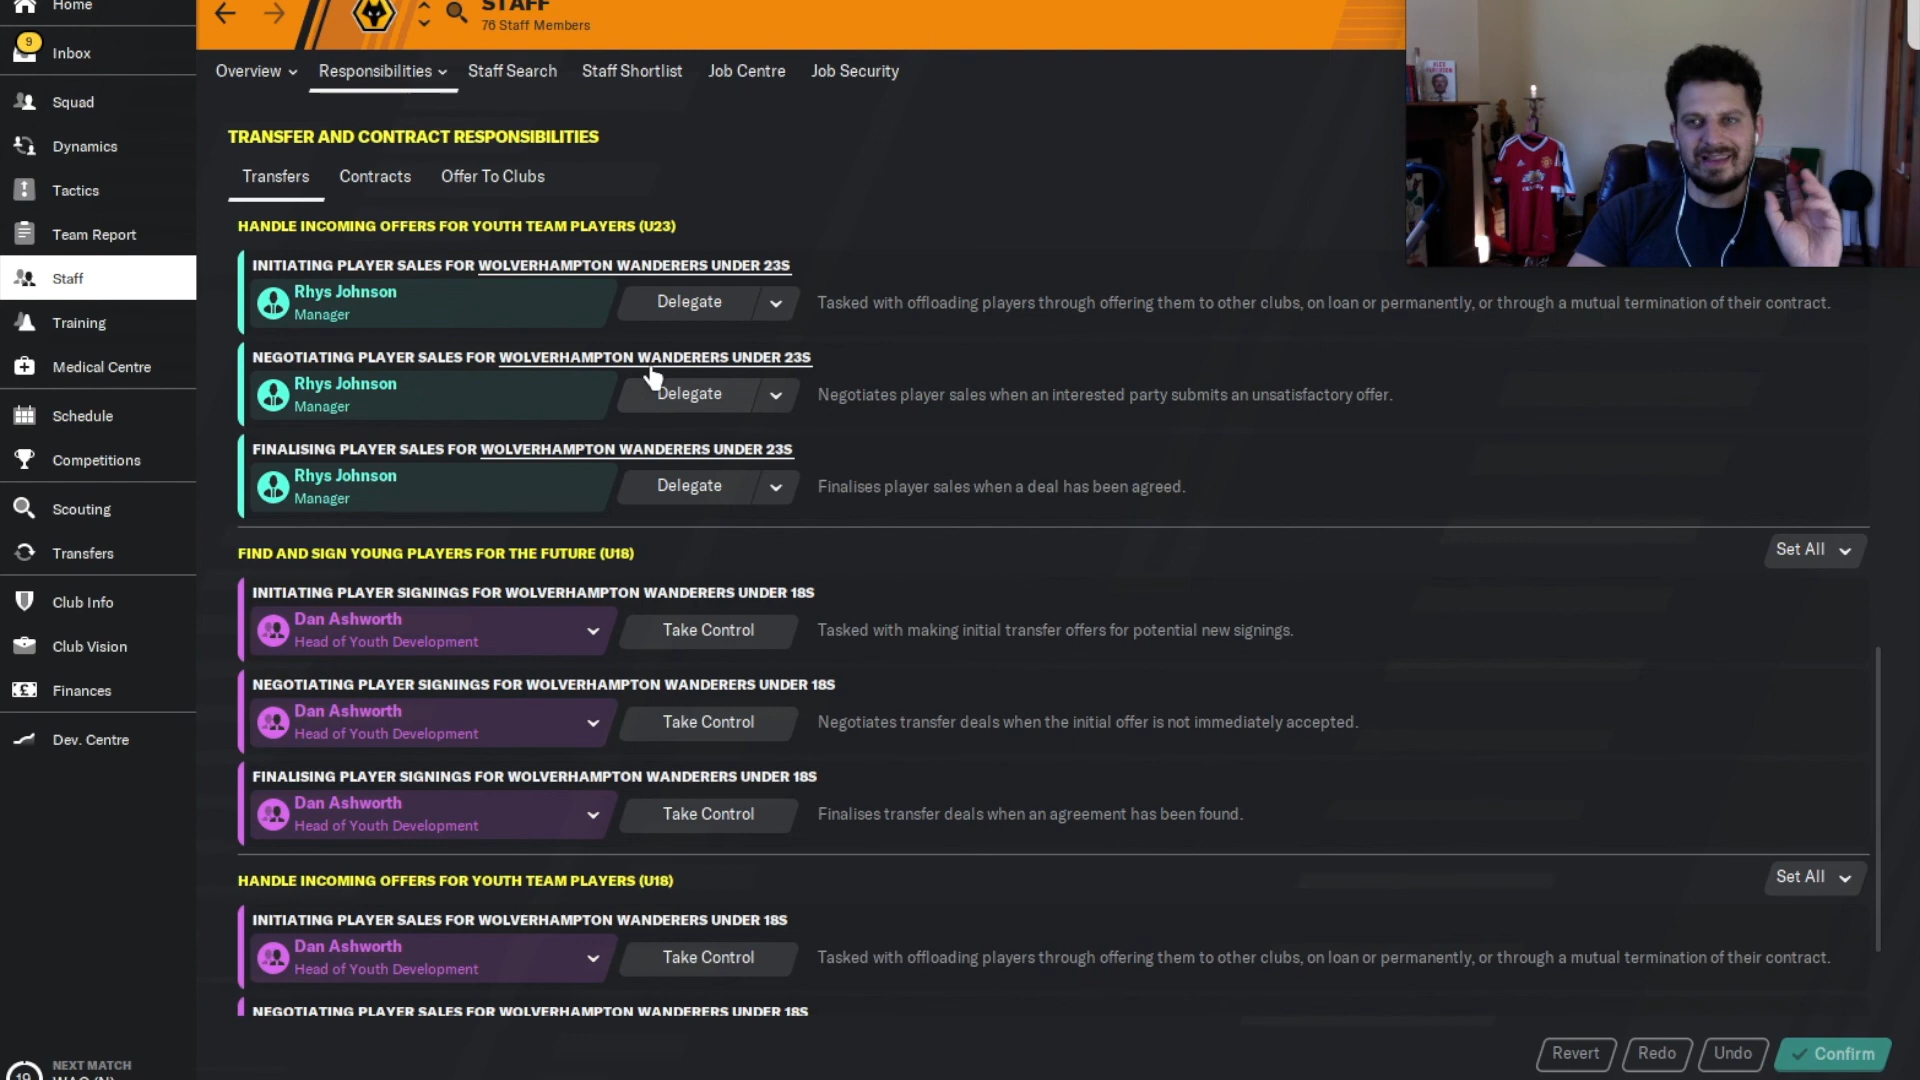 Home
9
Inbox
Squad
Dynamics
Tactics
Team Report
Staff
Training
Medical Centre
Schedule
Competitions
Scouting
Transfers
Club Info
Club Vision
Finances
Dev. Centre
NEXT MATCH
STAFF
76 Staff Members
Overview
Responsibilities
Staff Search
Staff Shortlist
Job Centre
Job Security
TRANSFER AND CONTRACT RESPONSIBILITIES
Transfers
Contracts
Offer To Clubs
HANDLE INCOMING OFFERS FOR YOUTH TEAM PLAYERS (U23)
INITIATING PLAYER SALES FOR WOLVERHAMPTON WANDERERS UNDER 23S
Rhys Johnson
Manager
Delegate
Tasked with offloading players through offering them to other clubs, on loan or permanently, or through a mutual termination of their contract.
NEGOTIATING PLAYER SALES FOR WOLVERHAMPTON WANDERERS UNDER 23S
Rhys Johnson
Manager
Delegate
Negotiates player sales when an interested party submits an unsatisfactory offer.
FINALISING PLAYER SALES FOR WOLVERHAMPTON WANDERERS UNDER 23S
Rhys Johnson
Manager
Delegate
Finalises player sales when a deal has been agreed.
FIND AND SIGN YOUNG PLAYERS FOR THE FUTURE (U18)
Set All
INITIATING PLAYER SIGNINGS FOR WOLVERHAMPTON WANDERERS UNDER 18S
Dan Ashworth
Head of Youth Development
Take Control
Tasked with making initial transfer offers for potential new signings.
NEGOTIATING PLAYER SIGNINGS FOR WOLVERHAMPTON WANDERERS UNDER 18S
Dan Ashworth
Head of Youth Development
Take Control
Negotiates transfer deals when the initial offer is not immediately accepted.
FINALISING PLAYER SIGNINGS FOR WOLVERHAMPTON WANDERERS UNDER 18S
Dan Ashworth
Head of Youth Development
Take Control
Finalises transfer deals when an agreement has been found.
HANDLE INCOMING OFFERS FOR YOUTH TEAM PLAYERS (U18)
Set All
INITIATING PLAYER SALES FOR WOLVERHAMPTON WANDERERS UNDER 18S
Dan Ashworth
Head of Youth Development
Take Control
Tasked with offloading players through offering them to other clubs, on loan or permanently, or through a mutual termination of their contract.
NEGOTIATING PLAYER SALES FOR WOLVERHAMPTON WANDERERS UNDER 18S
Revert
Redo
Undo
Confirm